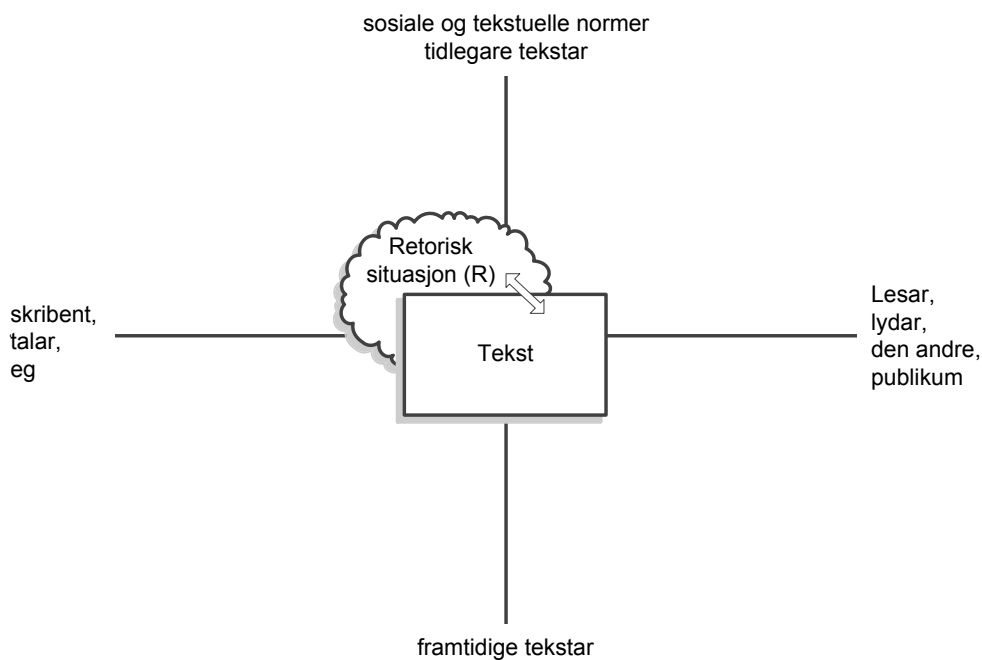 sosiale og tekstuelle normer
tidlegare tekstar
Retorisk
situasjon (R)
skribent,
talar,
eg
Tekst
Lesar,
lydar,
den andre,
publikum
framtidige tekstar